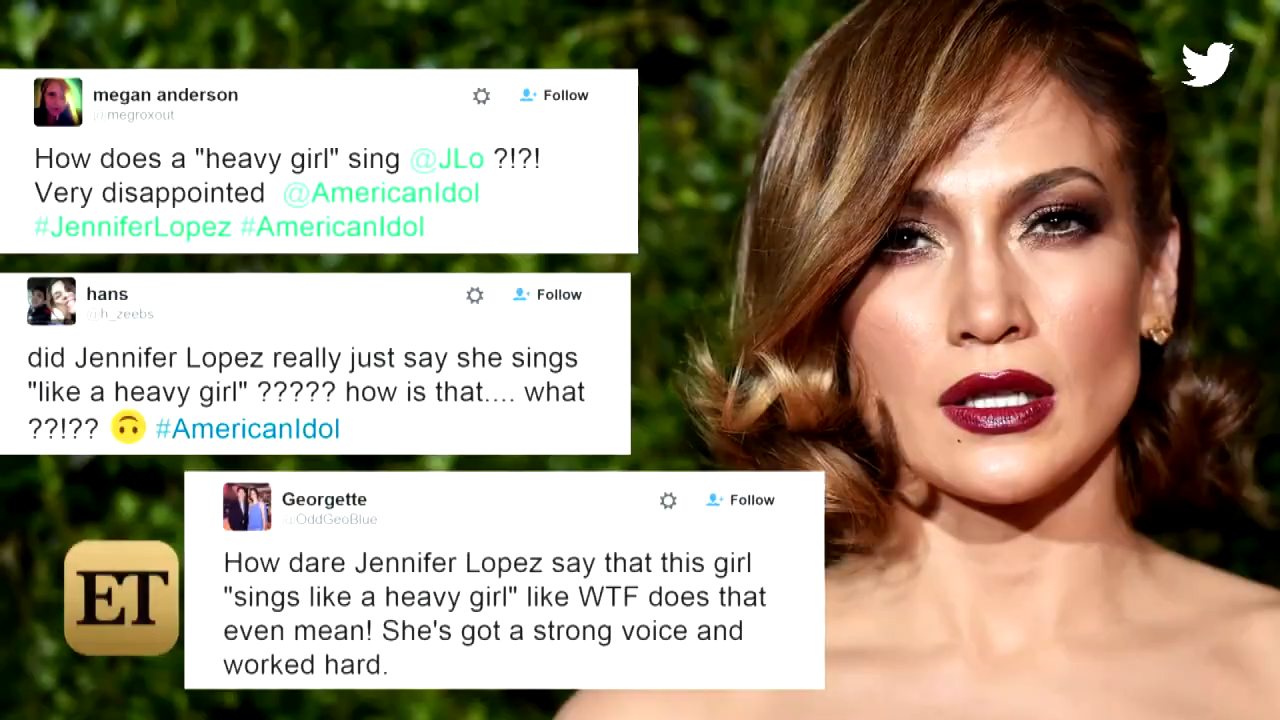 megan anderson
Follow
@megroxout
How does a "heavy girl" sing @JLo ?!?!
Very disappointed @AmericanIdol
#JenniferLopez #AmericanIdol
hans
Follow
@h_zeebs
did Jennifer Lopez really just say she sings
"like a heavy girl" ????? how is that.... what
??!?? 🙃 #AmericanIdol
Georgette
Follow
@OddGeoBlue
How dare Jennifer Lopez say that this girl
"sings like a heavy girl" like WTF does that
even mean! She's got a strong voice and
worked hard.
ET